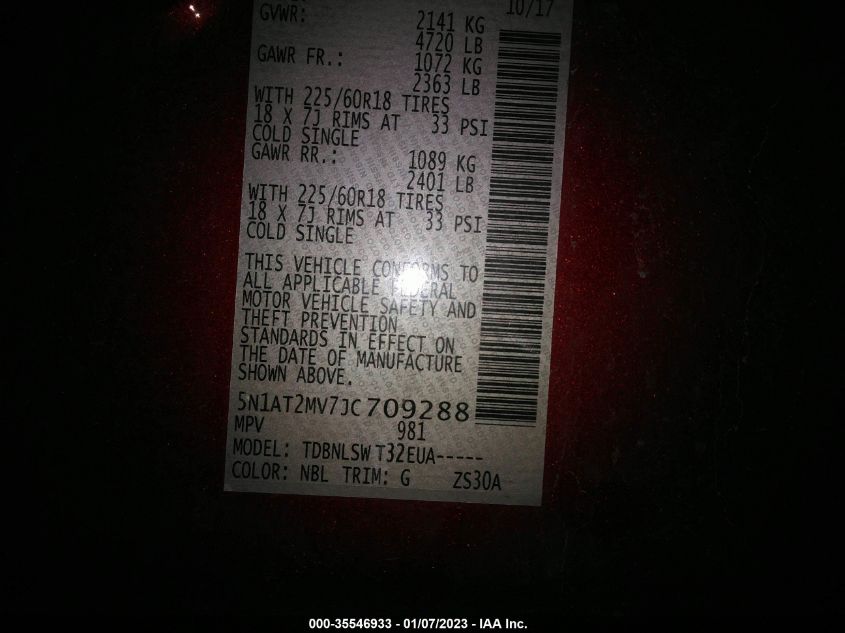 10/17
GVWR: 2141 KG
4720 LB
GAWR FR.: 1072 KG
2363 LB
WITH 225/60R18 TIRES
18 X 7J RIMS AT 33 PSI
COLD SINGLE
GAWR RR.: 1089 KG
2401 LB
WITH 225/60R18 TIRES
18 X 7J RIMS AT 33 PSI
COLD SINGLE
THIS VEHICLE CONFORMS TO
ALL APPLICABLE FEDERAL
MOTOR VEHICLE SAFETY AND
THEFT PREVENTION
STANDARDS IN EFFECT ON
THE DATE OF MANUFACTURE
SHOWN ABOVE.
5N1AT2MV7JC709288
MPV 981
MODEL: TDBNLSW T32EUA-----
COLOR: NBL TRIM: G ZS30A
000-35546933 - 01/07/2023 - IAA Inc.